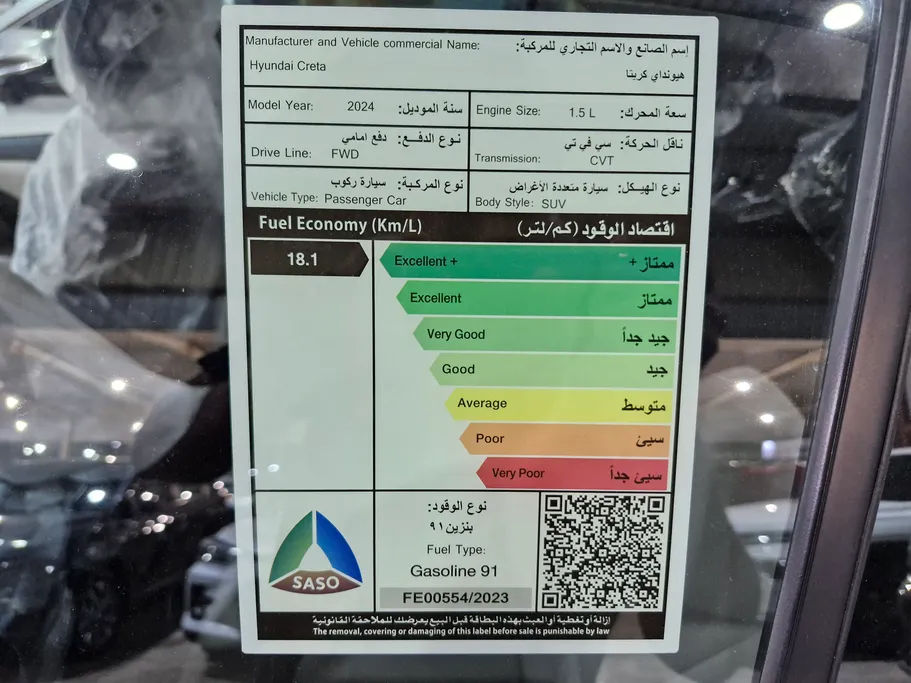 Manufacturer and Vehicle commercial Name: إسم الصانع والاسم التجاري للمركبة:
Hyundai Creta هيونداي كريتا
Model Year: 2024 سنة الموديل:
Engine Size: 1.5 L سعة المحرك:
نوع الدفع: دفع امامي
Drive Line: FWD
ناقل الحركة: سي في تي
Transmission: CVT
نوع المركبة: سيارة ركوب
Vehicle Type: Passenger Car
نوع الهيكل: سيارة متعددة الأغراض
Body Style: SUV
Fuel Economy (Km/L) اقتصاد الوقود (كم/لتر)
18.1
Excellent + ممتاز +
Excellent ممتاز
Very Good جيد جداً
Good جيد
Average متوسط
Poor سيئ
Very Poor سيئ جداً
SASO
نوع الوقود:
بنزين ٩١
Fuel Type:
Gasoline 91
FE00554/2023
إزالة أو تغطية أو العبث بهذه البطاقة قبل البيع يعرضك للملاحقة القانونية
The removal, covering or damaging of this label before sale is punishable by law